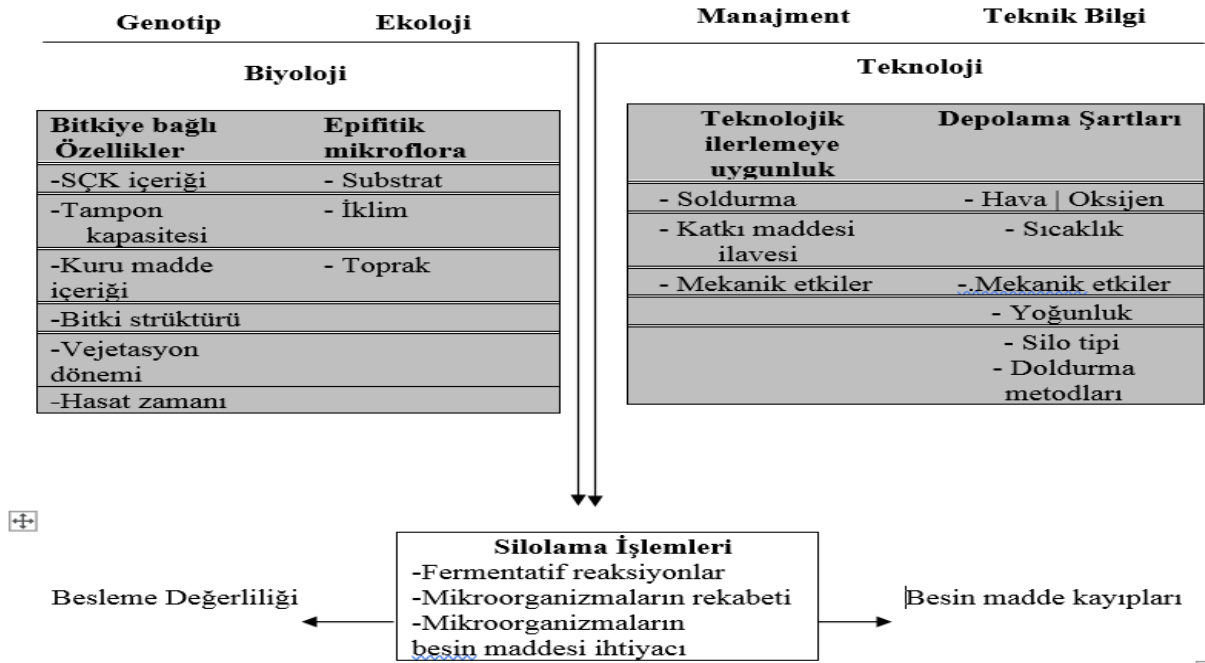 Genotip Ekoloji
Biyoloji
Bitkiye bağlı Özellikler
Epifitik mikroflora
-SÇK içeriği
- Substrat
-Tampon kapasitesi
- İklim
-Kuru madde içeriği
- Toprak
-Bitki strüktürü
-Vejetasyon dönemi
-Hasat zamanı
Manajment Teknik Bilgi
Teknoloji
Teknolojik ilerlemeye uygunluk
Depolama Şartları
- Soldurma
- Hava | Oksijen
- Katkı maddesi ilavesi
- Sıcaklık
- Mekanik etkiler
-.Mekanik etkiler
- Yoğunluk
- Silo tipi
- Doldurma metodları
Silolama İşlemleri
-Fermentatif reaksiyonlar
-Mikroorganizmaların rekabeti
-Mikroorganizmaların
besin maddesi ihtiyacı
Besleme Değerliliği
Besin madde kayıpları